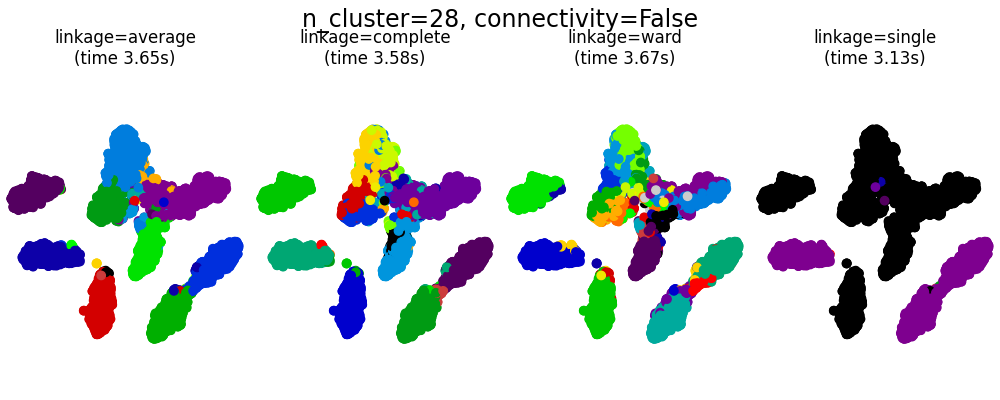 n_cluster=28, connectivity=False
linkage=average
(time 3.65s)
linkage=complete
(time 3.58s)
linkage=ward
(time 3.67s)
linkage=single
(time 3.13s)